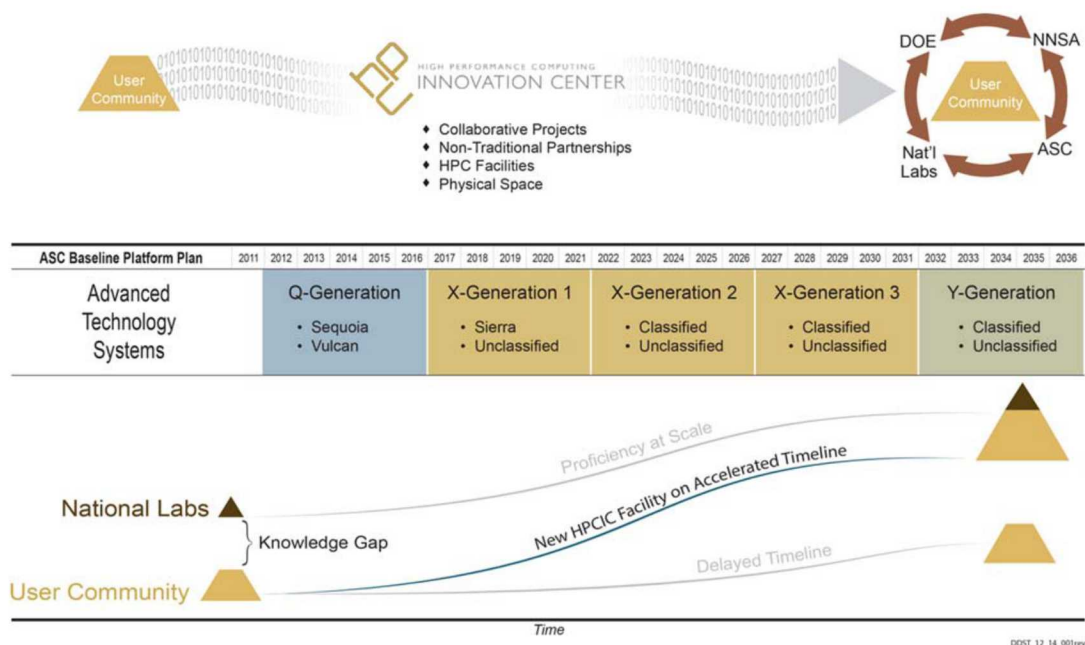 User
Community
HIGH PERFORMANCE COMPUTING
INNOVATION CENTER
♦ Collaborative Projects
♦ Non-Traditional Partnerships
♦ HPC Facilities
♦ Physical Space
DOE
NNSA
User
Community
Nat'l
Labs
ASC
ASC Baseline Platform Plan 2011 2012 2013 2014 2015 2016 2017 2018 2019 2020 2021 2022 2023 2024 2025 2026 2027 2028 2029 2030 2031 2032 2033 2034 2035 2036
Advanced
Technology
Systems
Q-Generation
• Sequoia
• Vulcan
X-Generation 1
• Sierra
• Unclassified
X-Generation 2
• Classified
• Unclassified
X-Generation 3
• Classified
• Unclassified
Y-Generation
• Classified
• Unclassified
Proficiency at Scale
New HPCIC Facility on Accelerated Timeline
National Labs
Knowledge Gap
Delayed Timeline
User Community
Time